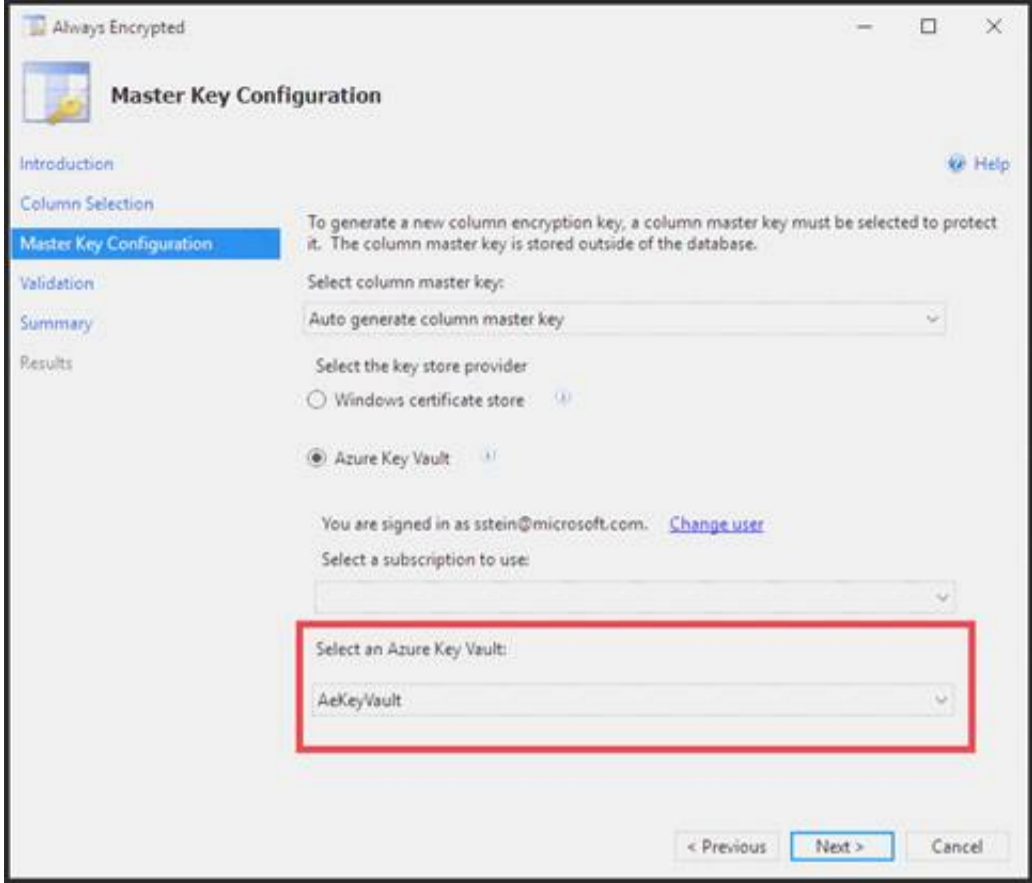 Always Encrypted
Master Key Configuration
Introduction
Help
Column Selection
Master Key Configuration
Validation
Summary
Results
To generate a new column encryption key, a column master key must be selected to protect
it. The column master key is stored outside of the database.
Select column master key:
Auto generate column master key
Select the key store provider
Windows certificate store
Azure Key Vault
You are signed in as sstein@microsoft.com. Change user
Select a subscription to use:
Select an Azure Key Vault:
AeKeyVault
< Previous Next > Cancel